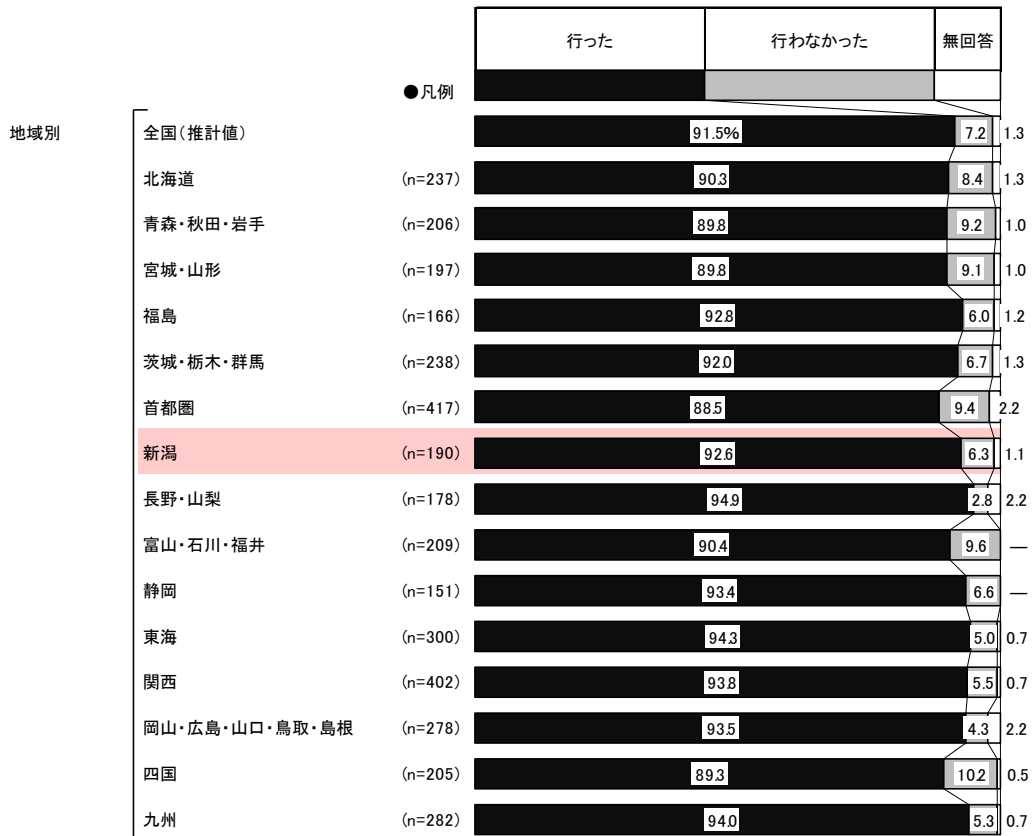 行った 行わなかった 無回答
●凡例
地域別 全国(推計値) 91.5% 7.2 1.3
北海道 (n=237) 90.3 8.4 1.3
青森・秋田・岩手 (n=206) 89.8 9.2 1.0
宮城・山形 (n=197) 89.8 9.1 1.0
福島 (n=166) 92.8 6.0 1.2
茨城・栃木・群馬 (n=238) 92.0 6.7 1.3
首都圏 (n=417) 88.5 9.4 2.2
新潟 (n=190) 92.6 6.3 1.1
長野・山梨 (n=178) 94.9 2.8 2.2
富山・石川・福井 (n=209) 90.4 9.6 ―
静岡 (n=151) 93.4 6.6 ―
東海 (n=300) 94.3 5.0 0.7
関西 (n=402) 93.8 5.5 0.7
岡山・広島・山口・鳥取・島根 (n=278) 93.5 4.3 2.2
四国 (n=205) 89.3 10.2 0.5
九州 (n=282) 94.0 5.3 0.7